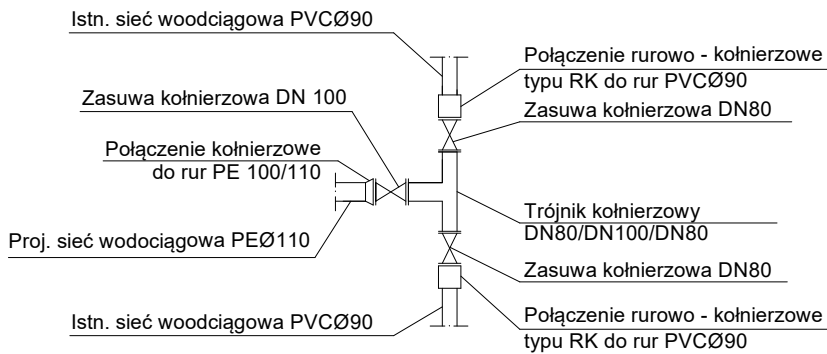 Istn. sieć woodciągowa PVCØ90
Połączenie rurowo - kołnierzowe
typu RK do rur PVCØ90
Zasuwa kołnierzowa DN 100
Zasuwa kołnierzowa DN80
Połączenie kołnierzowe
do rur PE 100/110
Trójnik kołnierzowy
DN80/DN100/DN80
Proj. sieć wodociągowa PEØ110
Zasuwa kołnierzowa DN80
Istn. sieć woodciągowa PVCØ90
Połączenie rurowo - kołnierzowe
typu RK do rur PVCØ90